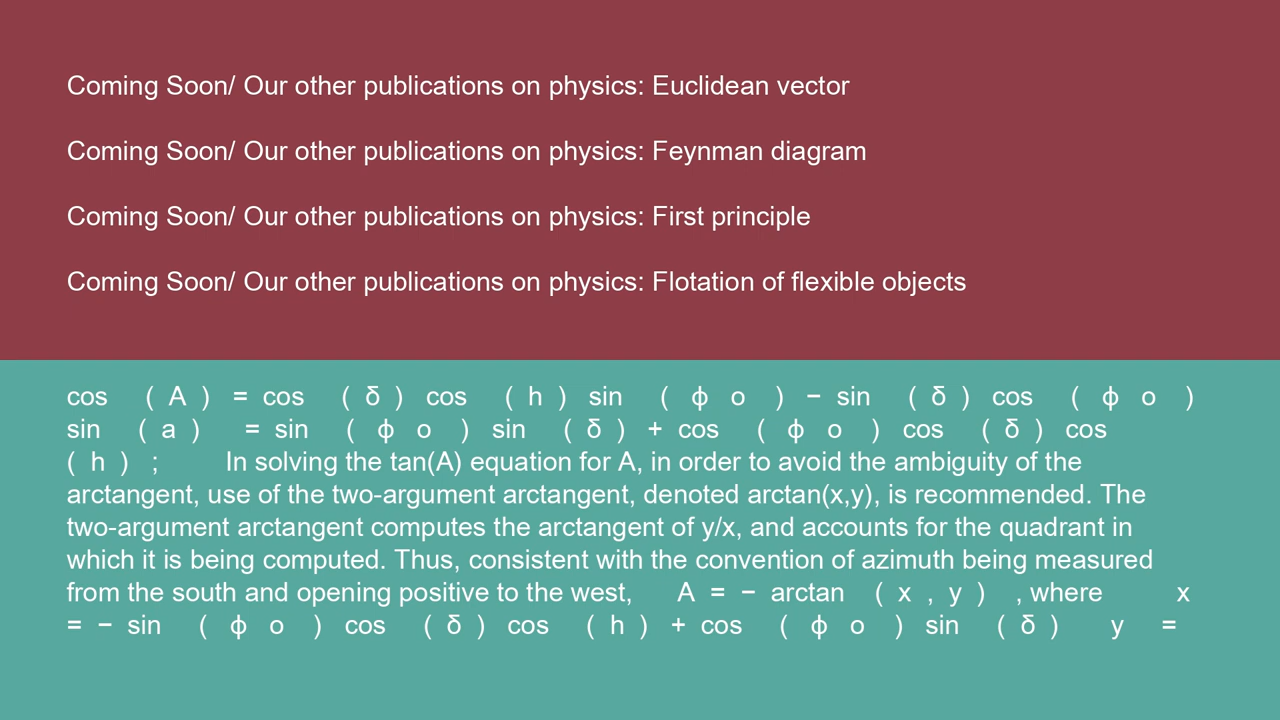 Coming Soon/ Our other publications on physics: Euclidean vector
Coming Soon/ Our other publications on physics: Feynman diagram
Coming Soon/ Our other publications on physics: First principle
Coming Soon/ Our other publications on physics: Flotation of flexible objects
cos ( A ) = cos ( δ ) cos ( h ) sin ( ϕ o ) − sin ( δ ) cos ( ϕ o )
sin ( a ) = sin ( ϕ o ) sin ( δ ) + cos ( ϕ o ) cos ( δ ) cos
( h ) ; In solving the tan(A) equation for A, in order to avoid the ambiguity of the
arctangent, use of the two-argument arctangent, denoted arctan(x,y), is recommended. The
two-argument arctangent computes the arctangent of y/x, and accounts for the quadrant in
which it is being computed. Thus, consistent with the convention of azimuth being measured
from the south and opening positive to the west, A = − arctan ( x , y ) , where x
= − sin ( ϕ o ) cos ( δ ) cos ( h ) + cos ( ϕ o ) sin ( δ ) y =